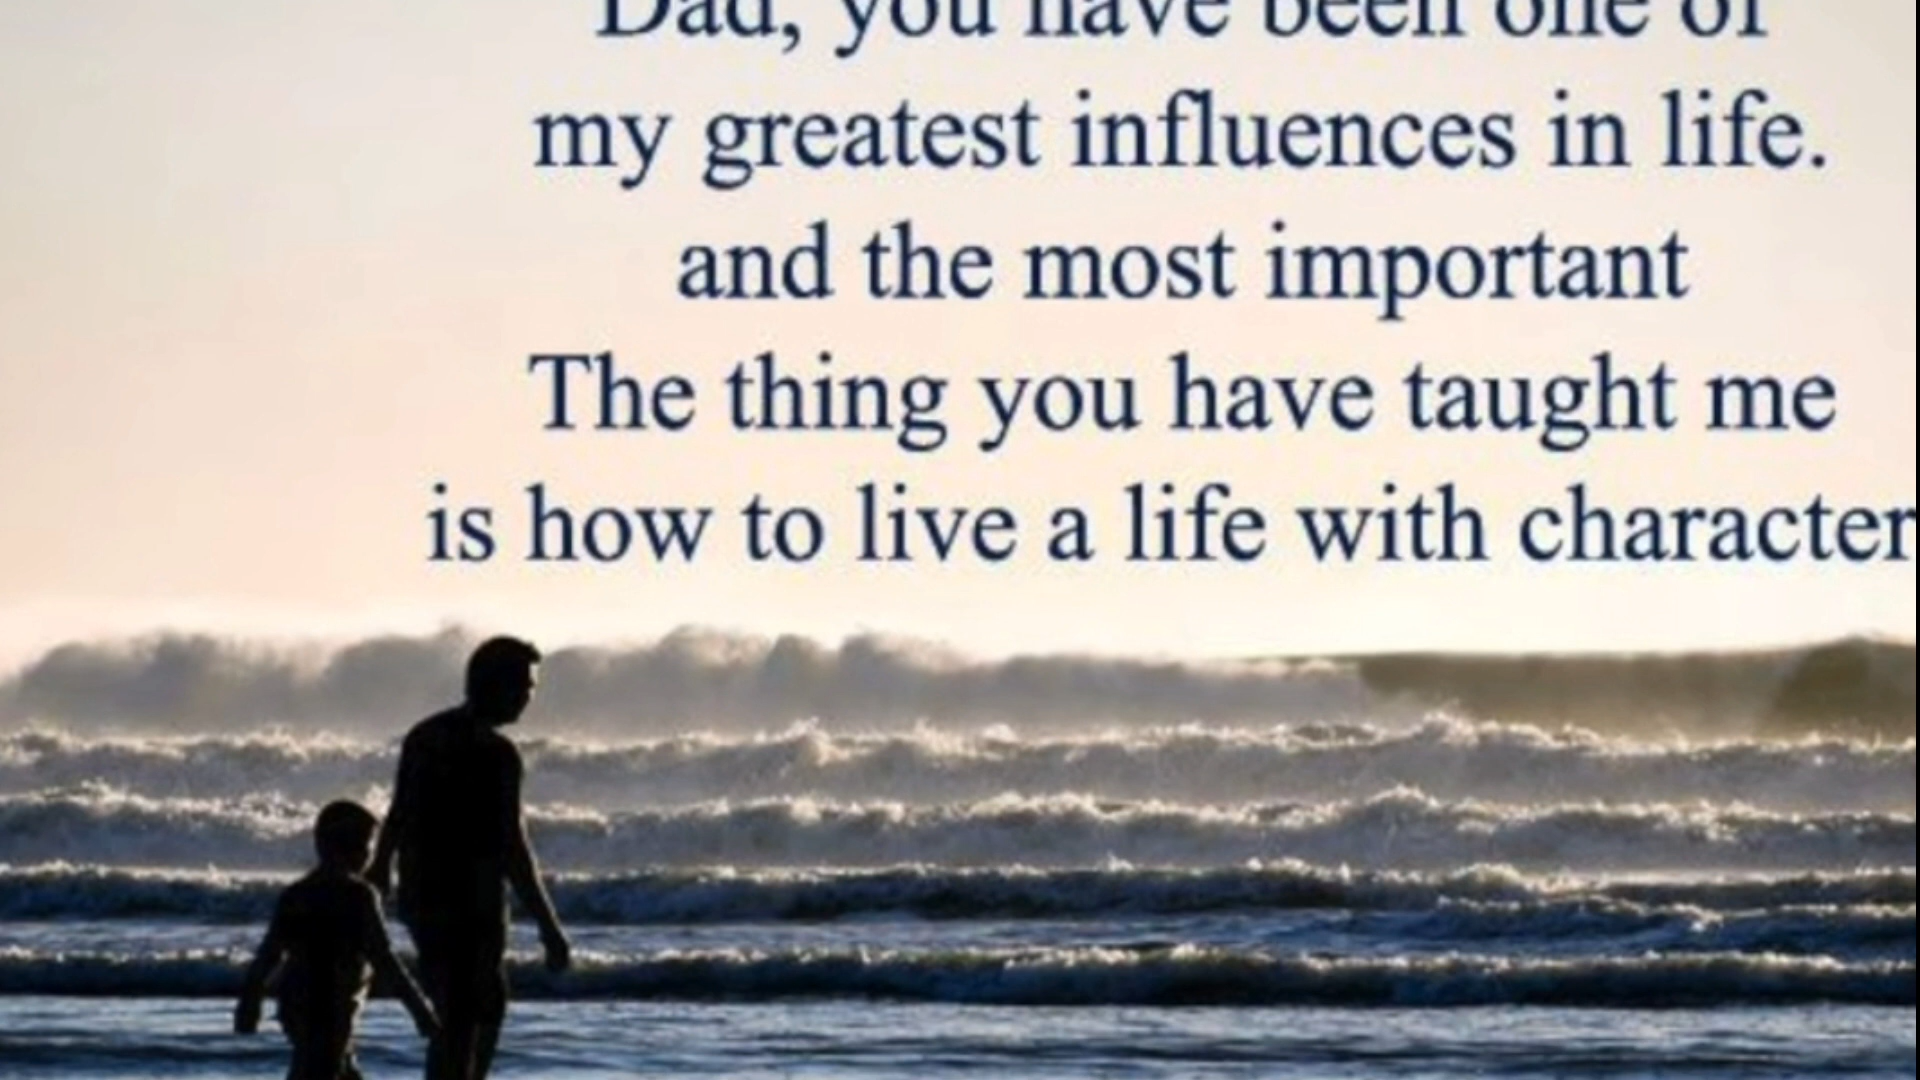 Dad, you have been one of
my greatest influences in life.
and the most important
The thing you have taught me
is how to live a life with character